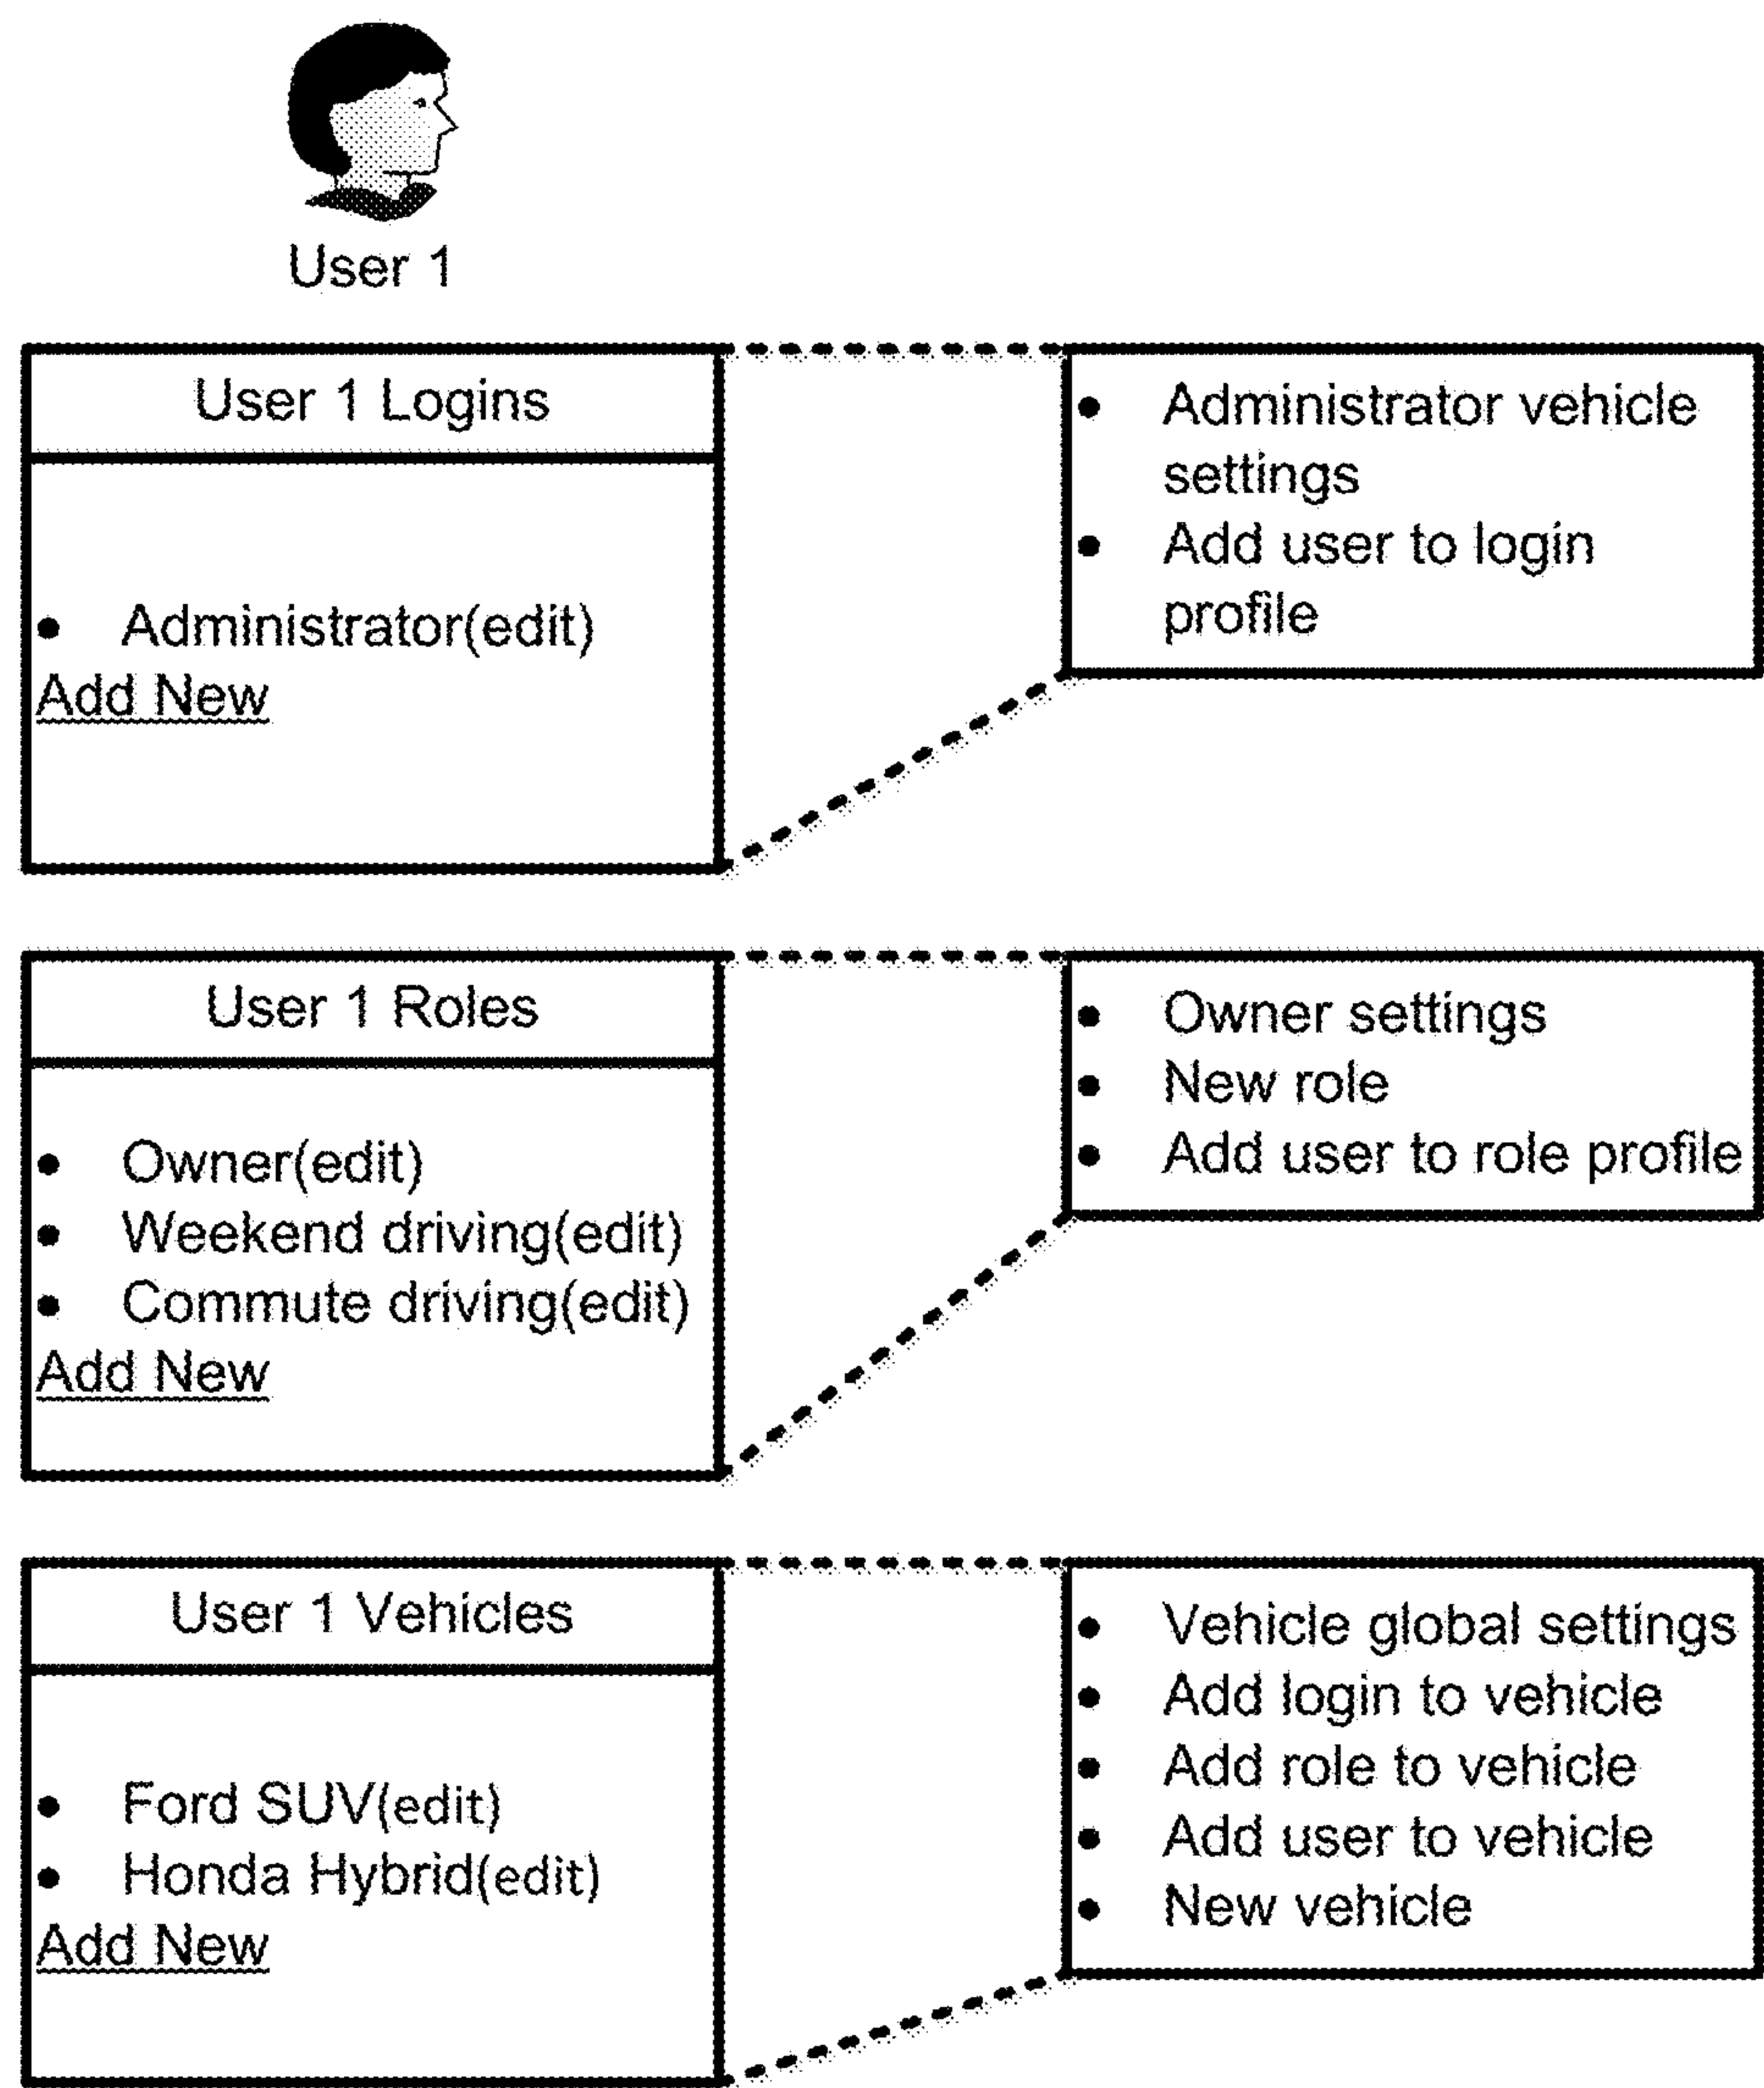 User 1
User 1 Logins
• Administrator(edit)
Add New
• Administrator vehicle
settings
• Add user to login
profile
User 1 Roles
• Owner(edit)
• Weekend driving(edit)
• Commute driving(edit)
Add New
• Owner settings
• New role
• Add user to role profile
User 1 Vehicles
• Ford SUV(edit)
• Honda Hybrid(edit)
Add New
• Vehicle global settings
• Add login to vehicle
• Add role to vehicle
• Add user to vehicle
• New vehicle